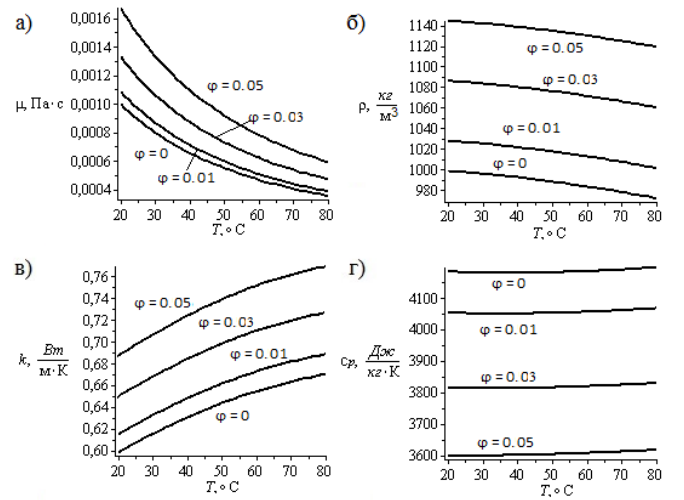 а)
0,0016
0,0014
0,0012
0,0010
0,0008
0,0006
0,0004
μ, Па·с
φ = 0.05
φ = 0.03
φ = 0
φ = 0.01
20 30 40 50 60 70 80
T, ∘ C
б)
1140
1120
1100
1080
1060
1040
1020
1000
980
ρ, кг/м³
φ = 0.05
φ = 0.03
φ = 0.01
φ = 0
20 30 40 50 60 70 80
T, ∘ C
в)
0,76
0,74
0,72
0,70
0,68
0,66
0,64
0,62
0,60
k, Вт/м·К
φ = 0.05
φ = 0.03
φ = 0.01
φ = 0
20 30 40 50 60 70 80
T, ∘ C
г)
4100
4000
3900
3800
3700
3600
cp, Дж/кг·К
φ = 0
φ = 0.01
φ = 0.03
φ = 0.05
20 30 40 50 60 70 80
T, ∘ C